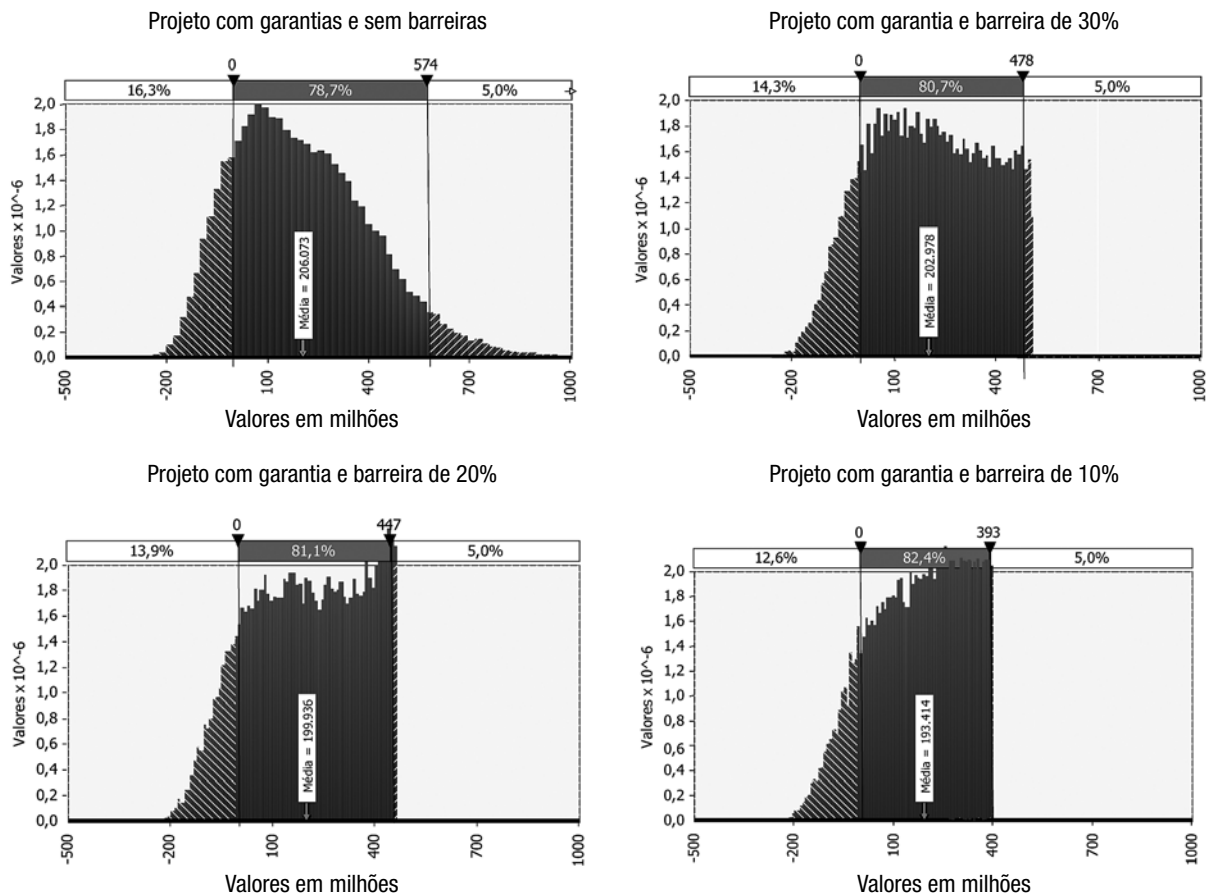 Projeto com garantias e sem barreiras
0 574
16,3% 78,7% 5,0%
2,0
1,8
1,6
1,4
1,2
1,0
0,8
0,6
0,4
0,2
0,0
Valores x 10^-6
Média = 206.073
-500 -200 100 400 700 1000
Valores em milhões
Projeto com garantia e barreira de 30%
0 478
14,3% 80,7% 5,0%
2,0
1,8
1,6
1,4
1,2
1,0
0,8
0,6
0,4
0,2
0,0
Valores x 10^-6
Média = 202.978
-500 -200 100 400 700 1000
Valores em milhões
Projeto com garantia e barreira de 20%
0 447
13,9% 81,1% 5,0%
2,0
1,8
1,6
1,4
1,2
1,0
0,8
0,6
0,4
0,2
0,0
Valores x 10^-6
Média = 199.936
-500 -200 100 400 700 1000
Valores em milhões
Projeto com garantia e barreira de 10%
0 393
12,6% 82,4% 5,0%
2,0
1,8
1,6
1,4
1,2
1,0
0,8
0,6
0,4
0,2
0,0
Valores x 10^-6
Média = 193.414
-500 -200 100 400 700 1000
Valores em milhões